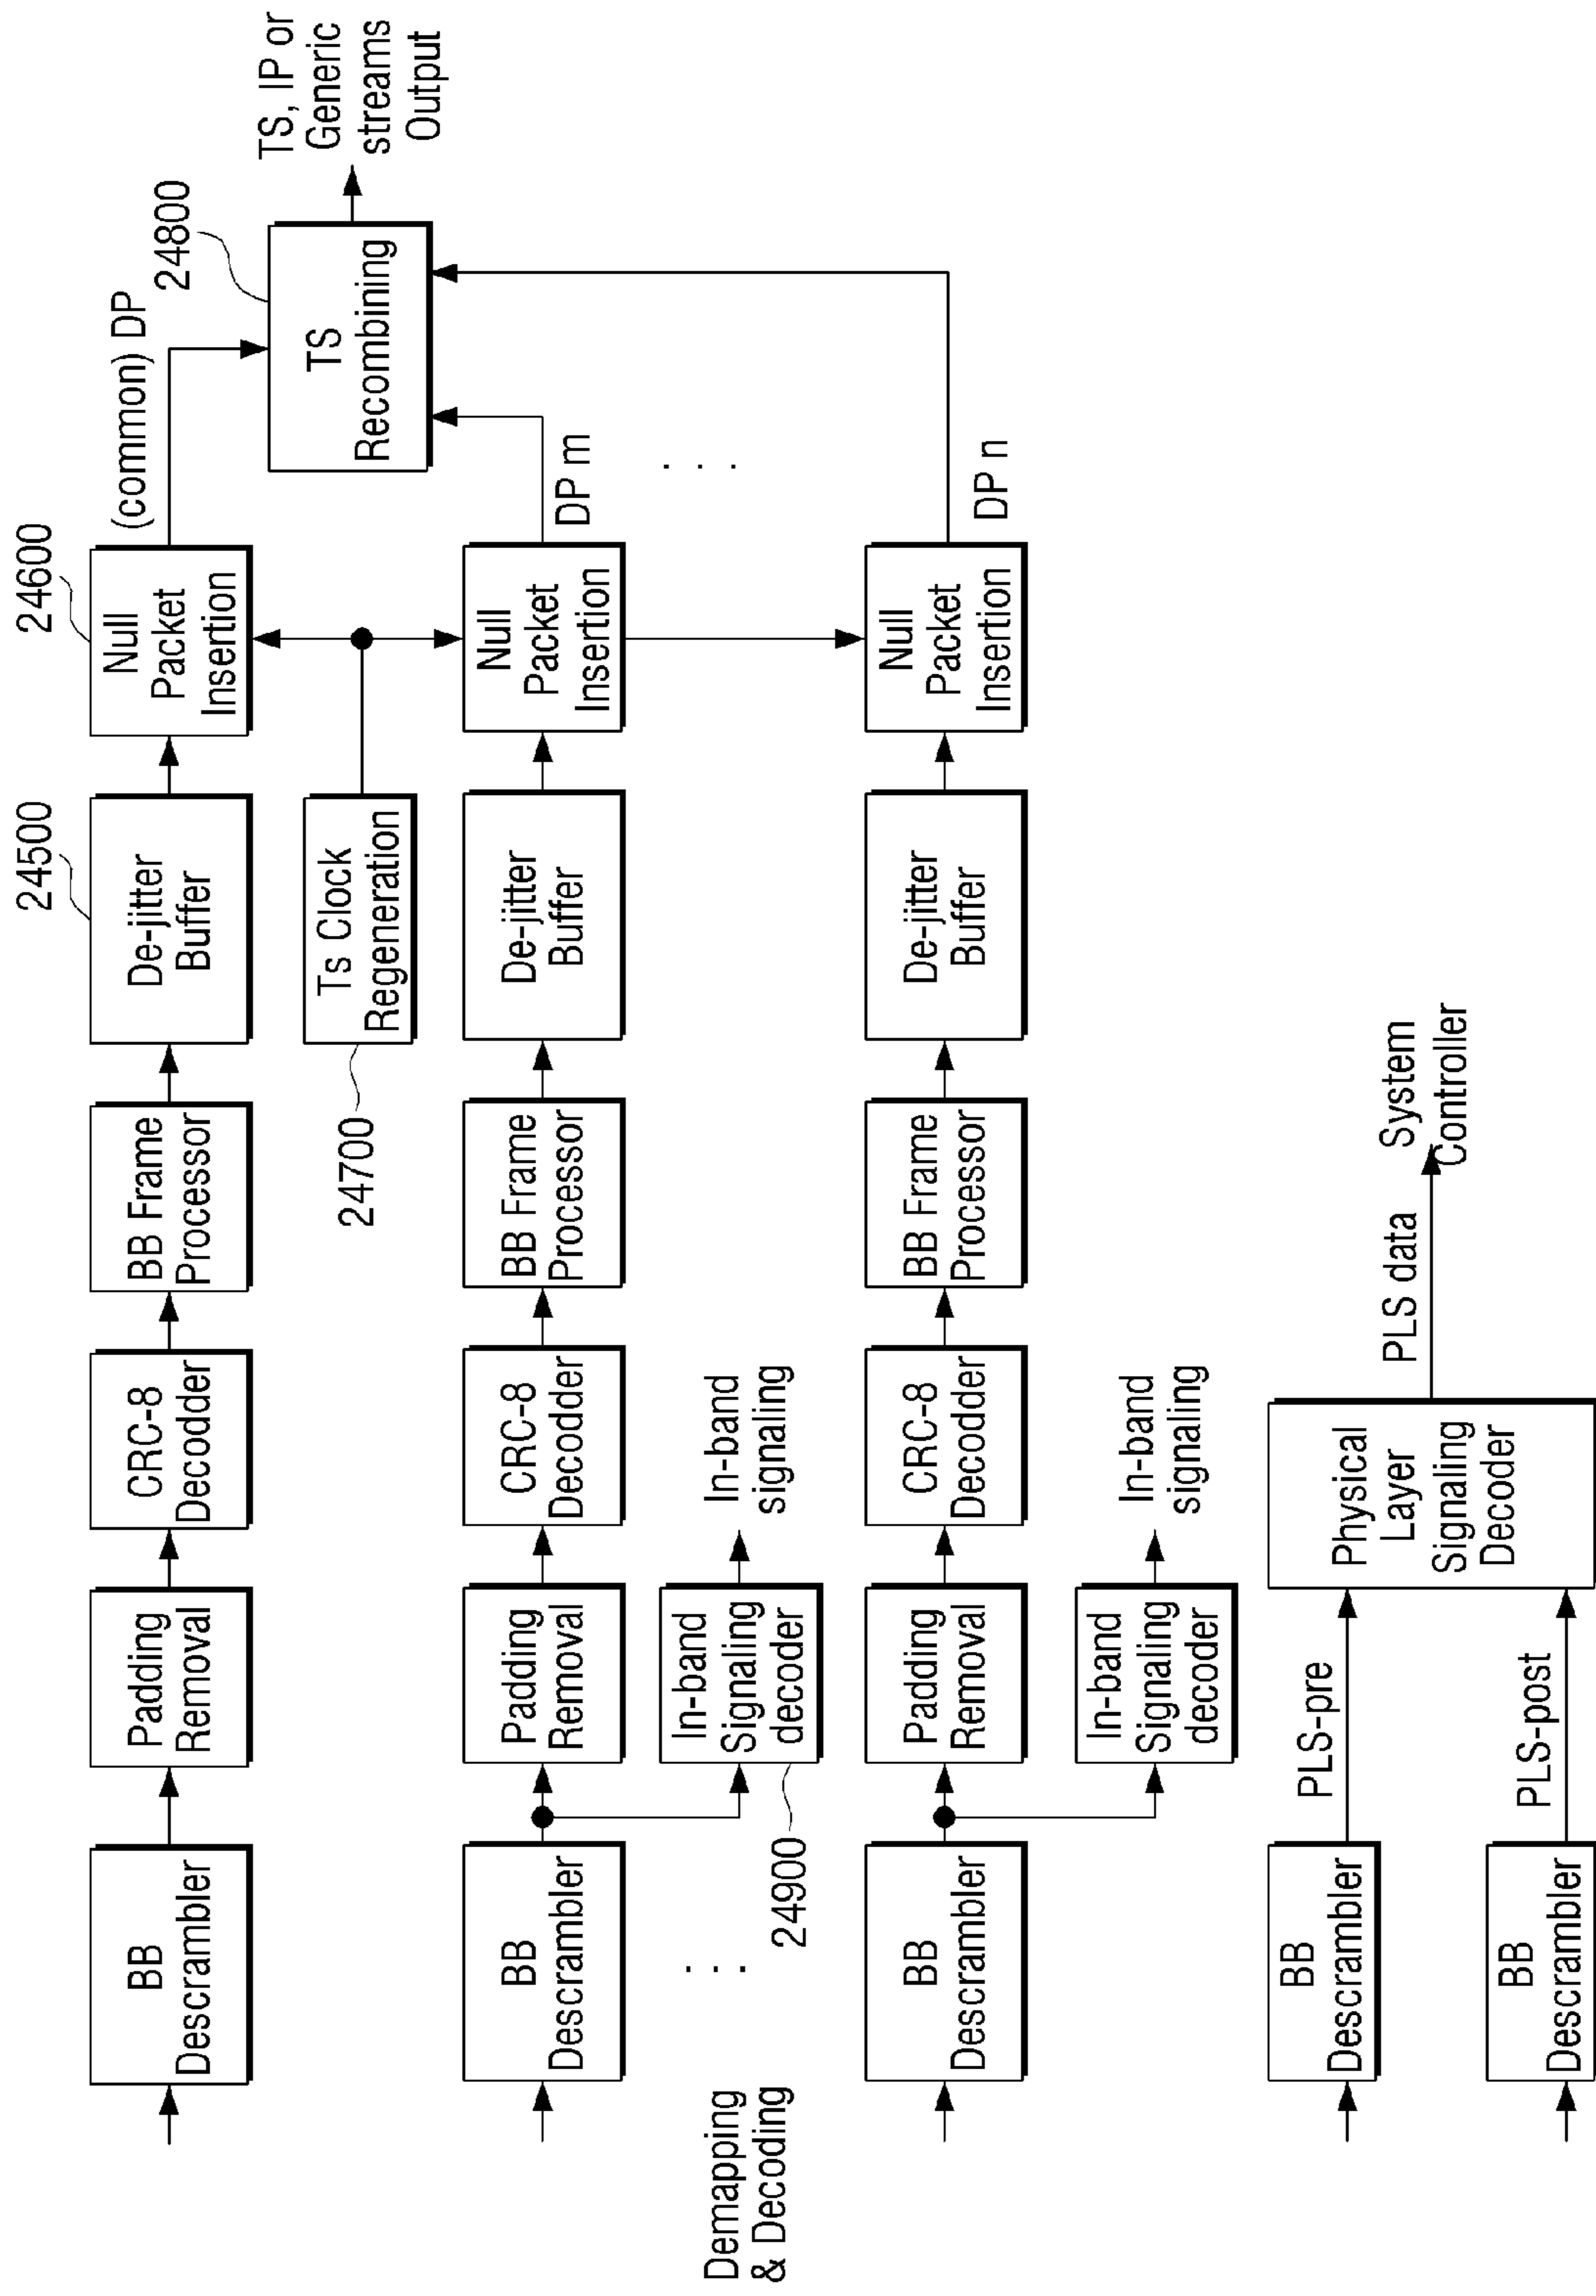 BB
Descrambler
Padding
Removal
CRC-8
Decodder
BB Frame
Processor
24500
De-jitter
Buffer
24600
Null
Packet
Insertion
(common) DP
24800
TS
Recombining
TS, IP or
Generic
streams
Output
24700
Ts Clock
Regeneration
Demapping
& Decoding
BB
Descrambler
. . .
Padding
Removal
24900
In-band
Signaling
decoder
In-band
signaling
CRC-8
Decodder
BB Frame
Processor
De-jitter
Buffer
Null
Packet
Insertion
DP m
. . .
BB
Descrambler
Padding
Removal
In-band
Signaling
decoder
In-band
signaling
CRC-8
Decodder
BB Frame
Processor
De-jitter
Buffer
Null
Packet
Insertion
DP n
BB
Descrambler
PLS-pre
BB
Descrambler
PLS-post
Physical
Layer
Signaling
Decoder
PLS data
System
Controller